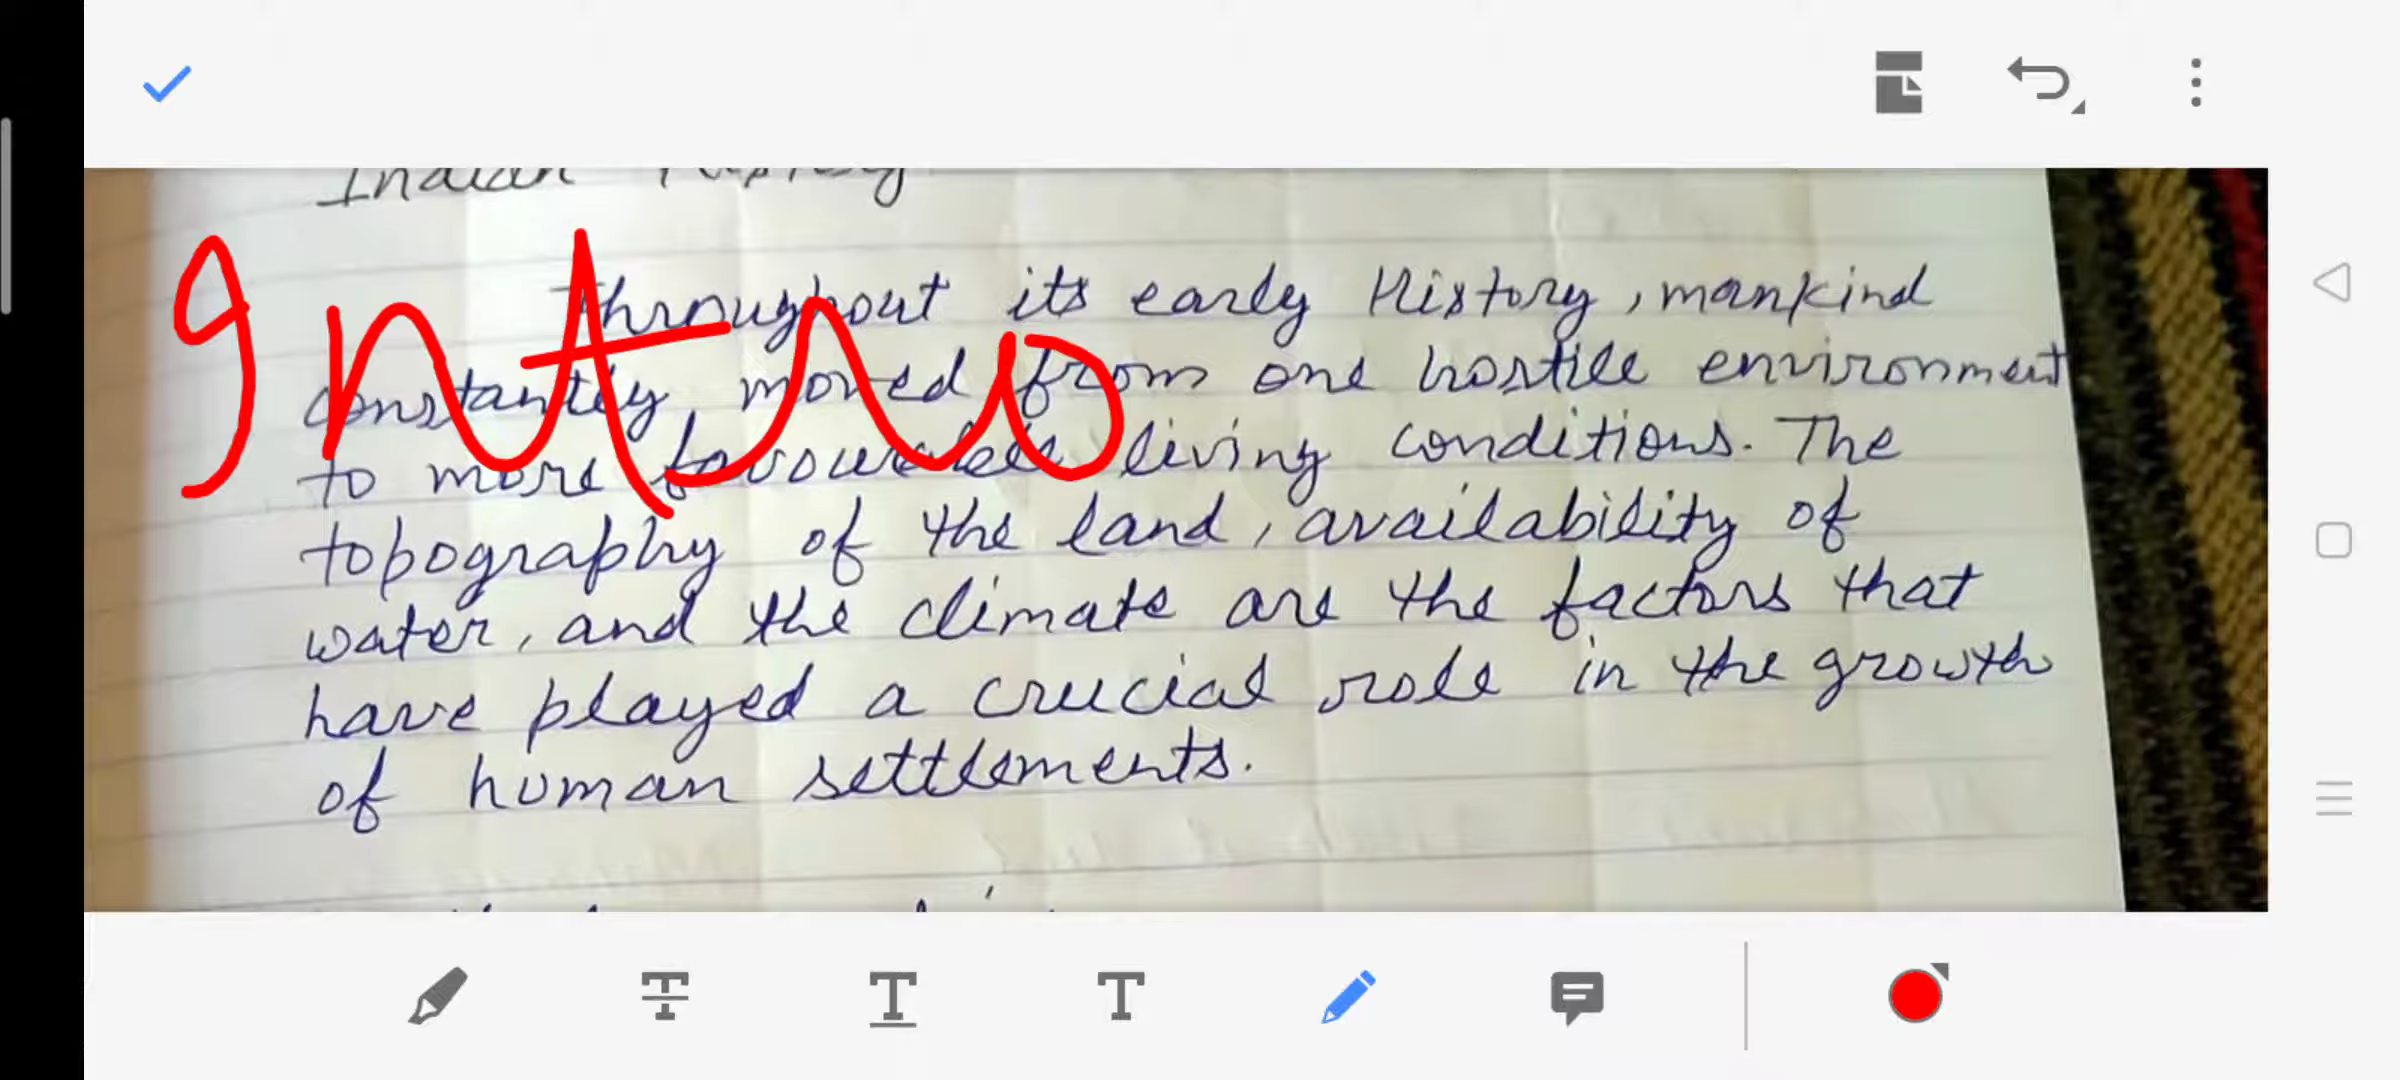 Indian History
Intro
Throughout its early History, mankind
constantly moved from one hostile environment
to more favourable living conditions. The
topography of the land, availability of
water, and the climate are the factors that
have played a crucial role in the growth
of human settlements.